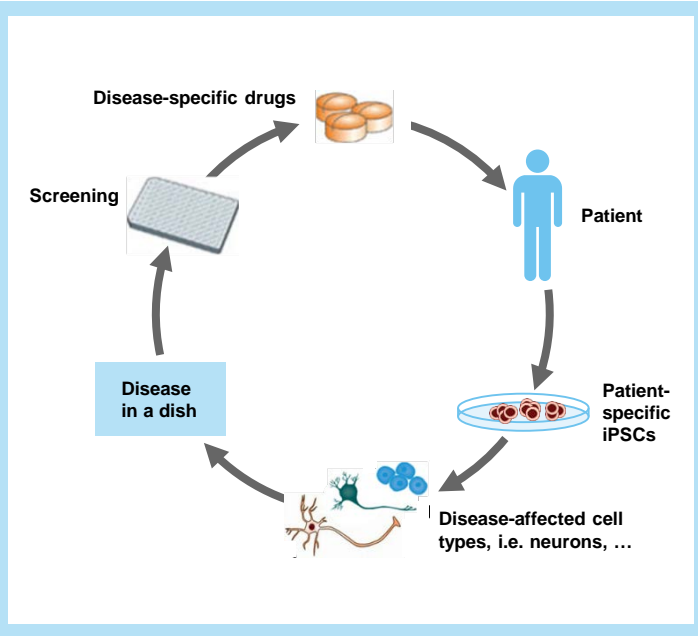 Disease-specific drugs
Screening
Patient
Disease
in a dish
Patient-
specific
iPSCs
Disease-affected cell
types, i.e. neurons, …